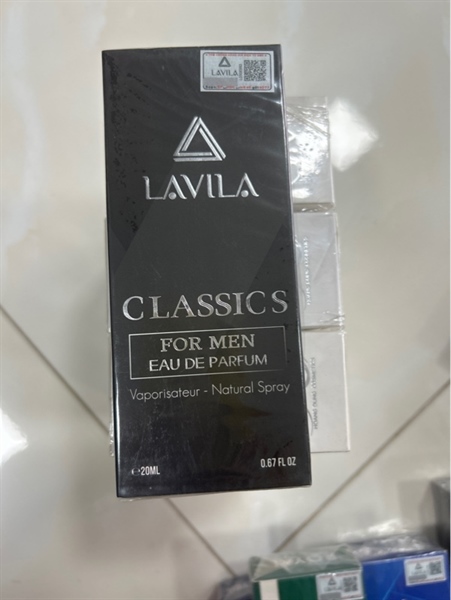 LAVILA
LAVILA
CLASSICS
FOR MEN
EAU DE PARFUM
Vaporisateur - Natural Spray
℮20ML
0.67 FL OZ